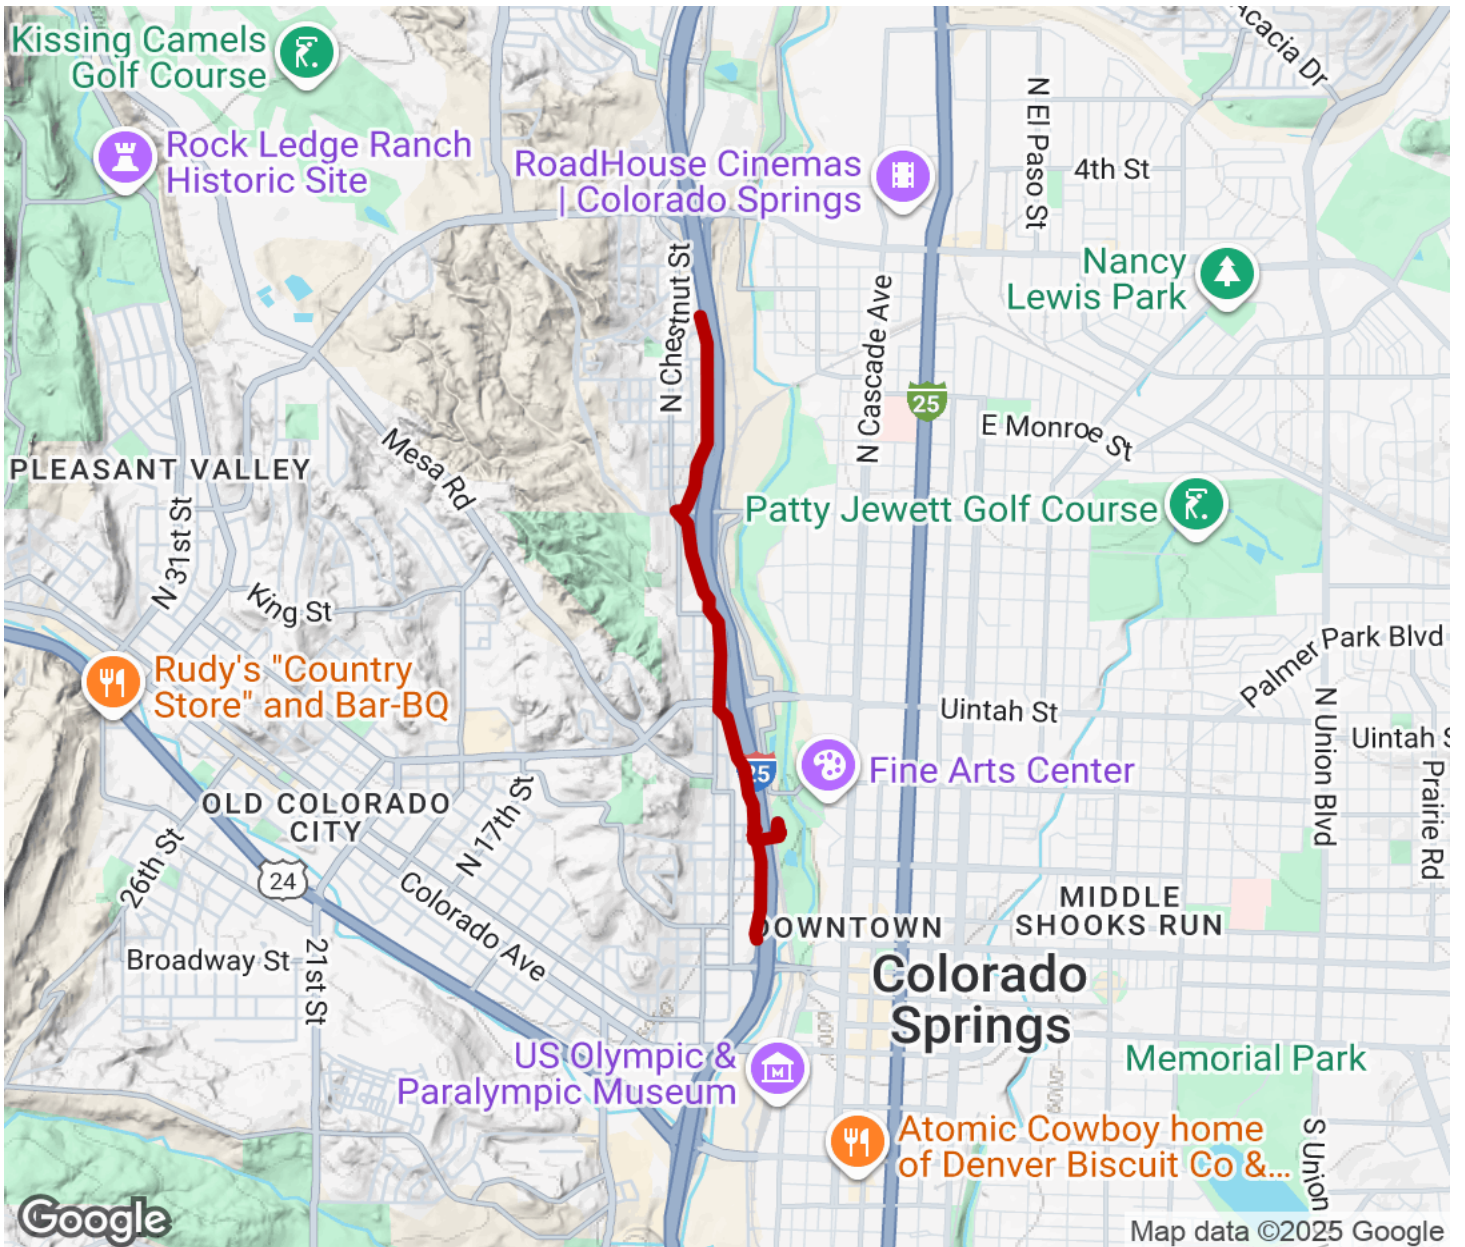 Kissing Camels
Golf Course
Acacia Dr
N El Paso St
Rock Ledge Ranch
Historic Site
RoadHouse Cinemas
| Colorado Springs
4th St
N Chestnut St
Nancy
Lewis Park
N Cascade Ave
25
E Monroe St
Mesa Rd
PLEASANT VALLEY
N 31st St
Patty Jewett Golf Course
King St
Rudy's "Country
Store" and Bar-BQ
Palmer Park Blvd
Uintah St
N Union Blvd
Uintah S
25
Fine Arts Center
Prairie Rd
OLD COLORADO
CITY
N 17th St
26th St
24
Colorado Ave
MIDDLE
SHOOKS RUN
DOWNTOWN
Broadway St
21st St
Colorado
Springs
US Olympic &
Paralympic Museum
Memorial Park
Atomic Cowboy home
of Denver Biscuit Co &...
S Union
Google
Map data ©2025 Google